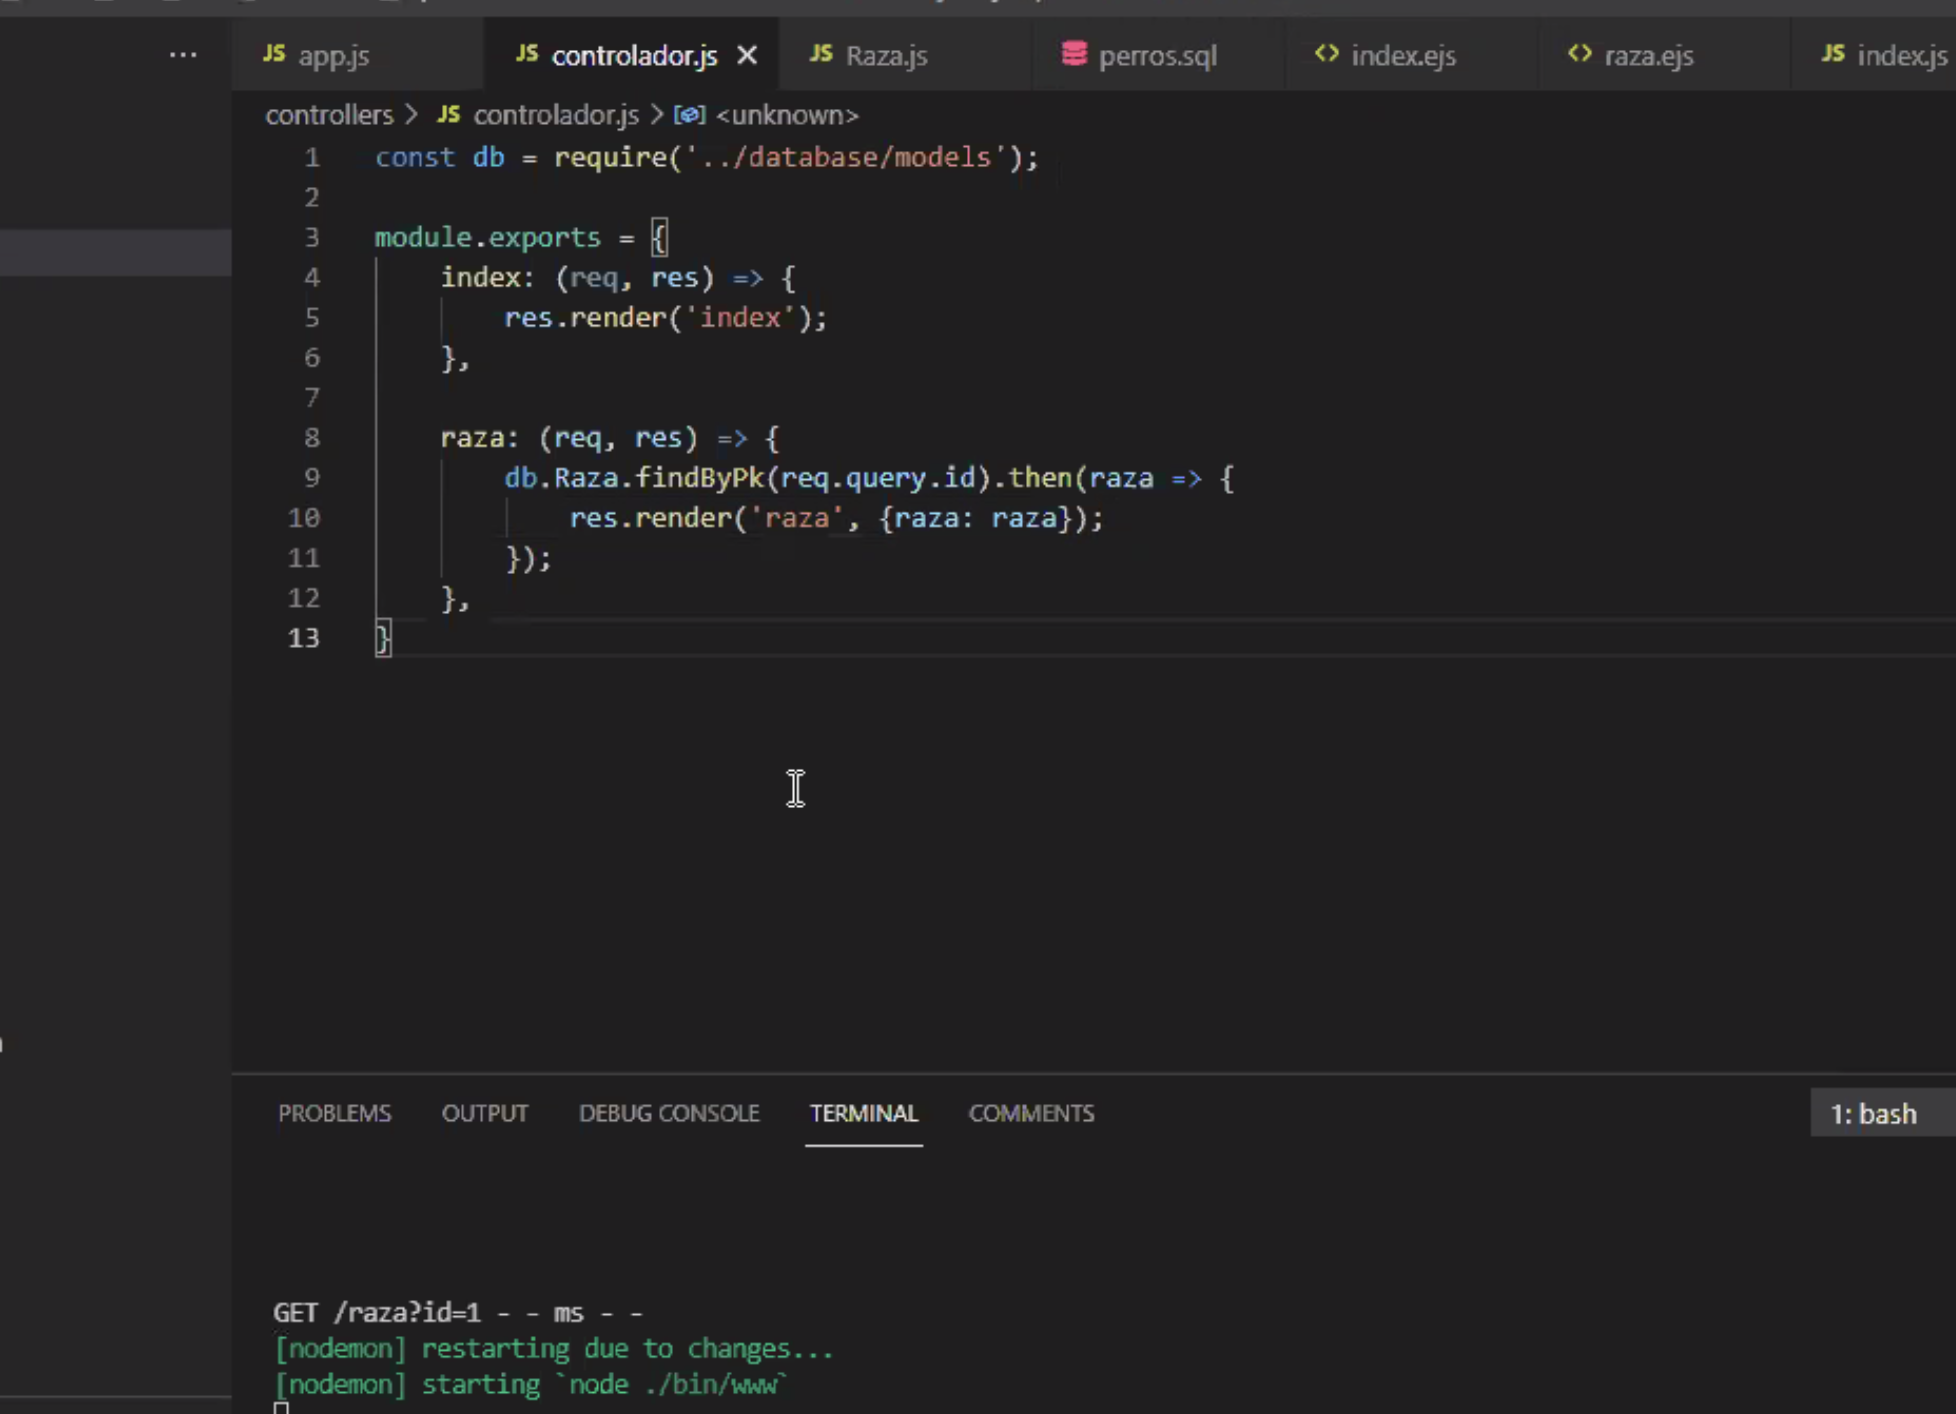 ... JS app.js JS controlador.js × JS Raza.js perros.sql <> index.ejs <> raza.ejs JS index.js
controllers > JS controlador.js > <unknown>
1 const db = require('../database/models');
2
3 module.exports = {
4 index: (req, res) => {
5 res.render('index');
6 },
7
8 raza: (req, res) => {
9 db.Raza.findByPk(req.query.id).then(raza => {
10 res.render('raza', {raza: raza});
11 });
12 },
13 }
PROBLEMS OUTPUT DEBUG CONSOLE TERMINAL COMMENTS 1: bash
GET /raza?id=1 - - ms - -
[nodemon] restarting due to changes...
[nodemon] starting `node ./bin/www`